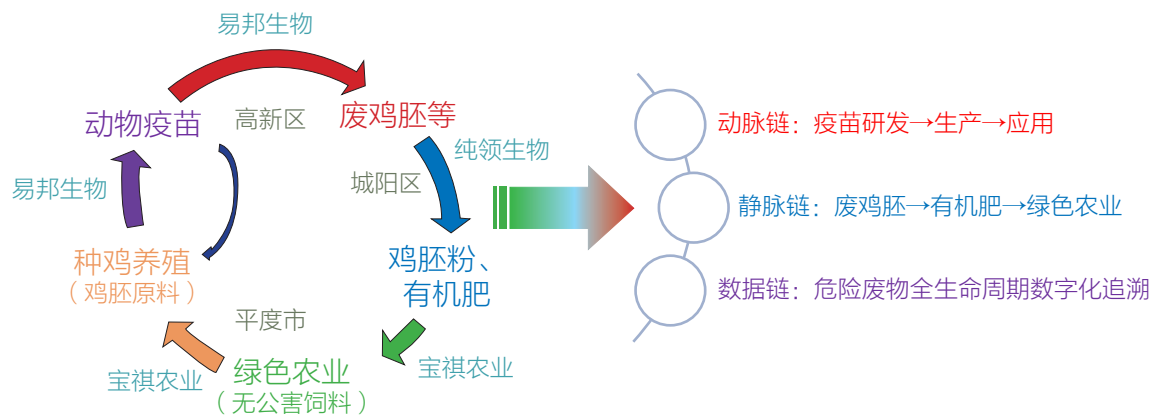 易邦生物
动物疫苗
高新区
废鸡胚等
纯领生物
易邦生物
城阳区
种鸡养殖
（鸡胚原料）
鸡胚粉、
有机肥
平度市
宝祺农业
绿色农业
（无公害饲料）
宝祺农业
动脉链：疫苗研发→生产→应用
静脉链：废鸡胚→有机肥→绿色农业
数据链：危险废物全生命周期数字化追溯